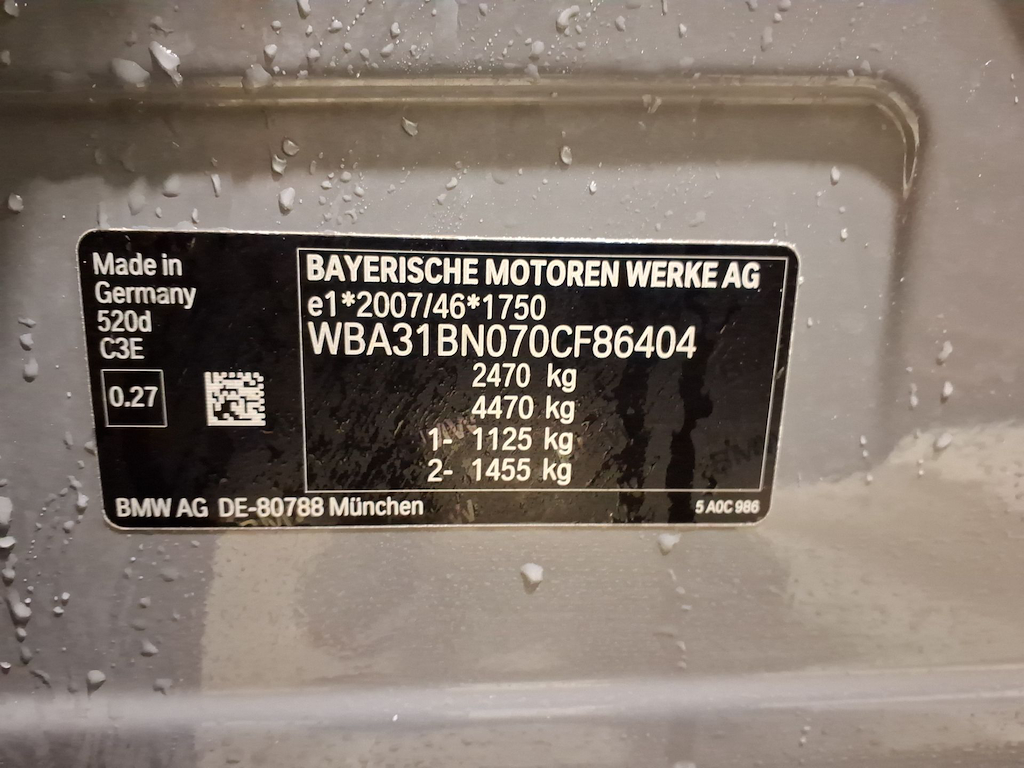 Made in
Germany
520d
C3E
0.27
BAYERISCHE MOTOREN WERKE AG
e1*2007/46*1750
WBA31BN070CF86404
2470 kg
4470 kg
1- 1125 kg
2- 1455 kg
BMW AG DE-80788 München
5 A0C 986